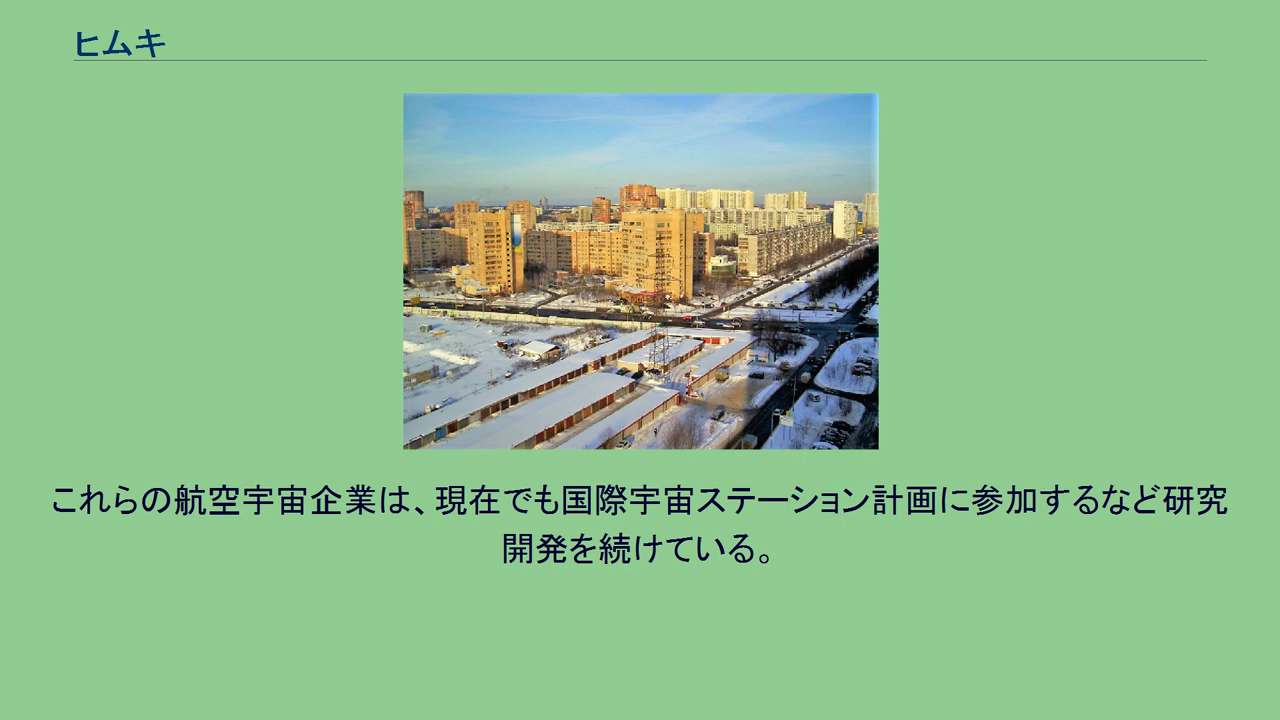 ヒムキ
これらの航空宇宙企業は、現在でも国際宇宙ステーション計画に参加するなど研究
開発を続けている。